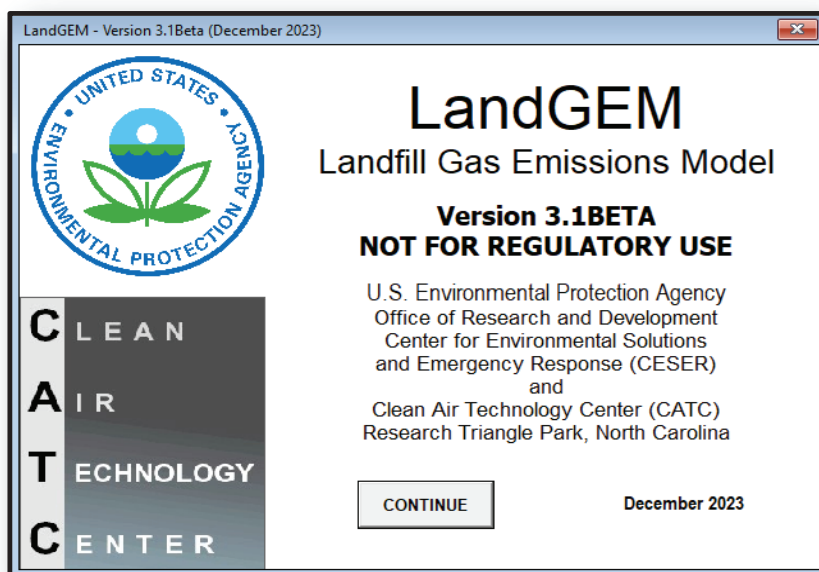 LandGEM - Version 3.1Beta (December 2023)
UNITED STATES
ENVIRONMENTAL PROTECTION AGENCY
LandGEM
Landfill Gas Emissions Model
Version 3.1BETA
NOT FOR REGULATORY USE
U.S. Environmental Protection Agency
Office of Research and Development
Center for Environmental Solutions
and Emergency Response (CESER)
and
Clean Air Technology Center (CATC)
Research Triangle Park, North Carolina
CLEAN
AIR
TECHNOLOGY
CENTER
CONTINUE
December 2023